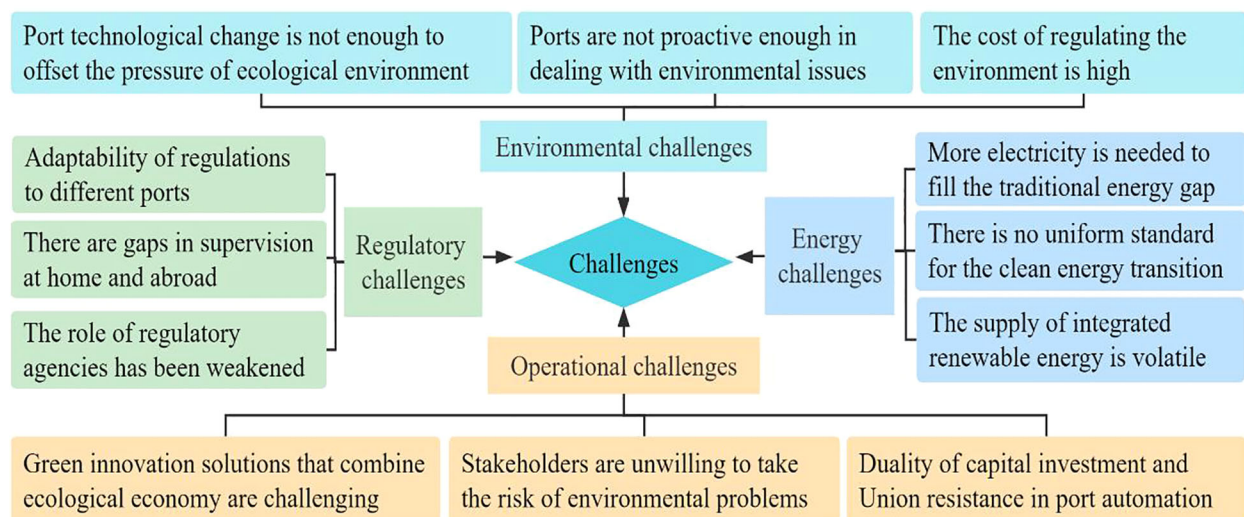 Port technological change is not enough to
offset the pressure of ecological environment
Ports are not proactive enough in
dealing with environmental issues
The cost of regulating the
environment is high
Environmental challenges
Adaptability of regulations
to different ports
There are gaps in supervision
at home and abroad
The role of regulatory
agencies has been weakened
Regulatory
challenges
Challenges
Energy
challenges
More electricity is needed to
fill the traditional energy gap
There is no uniform standard
for the clean energy transition
The supply of integrated
renewable energy is volatile
Operational challenges
Green innovation solutions that combine
ecological economy are challenging
Stakeholders are unwilling to take
the risk of environmental problems
Duality of capital investment and
Union resistance in port automation